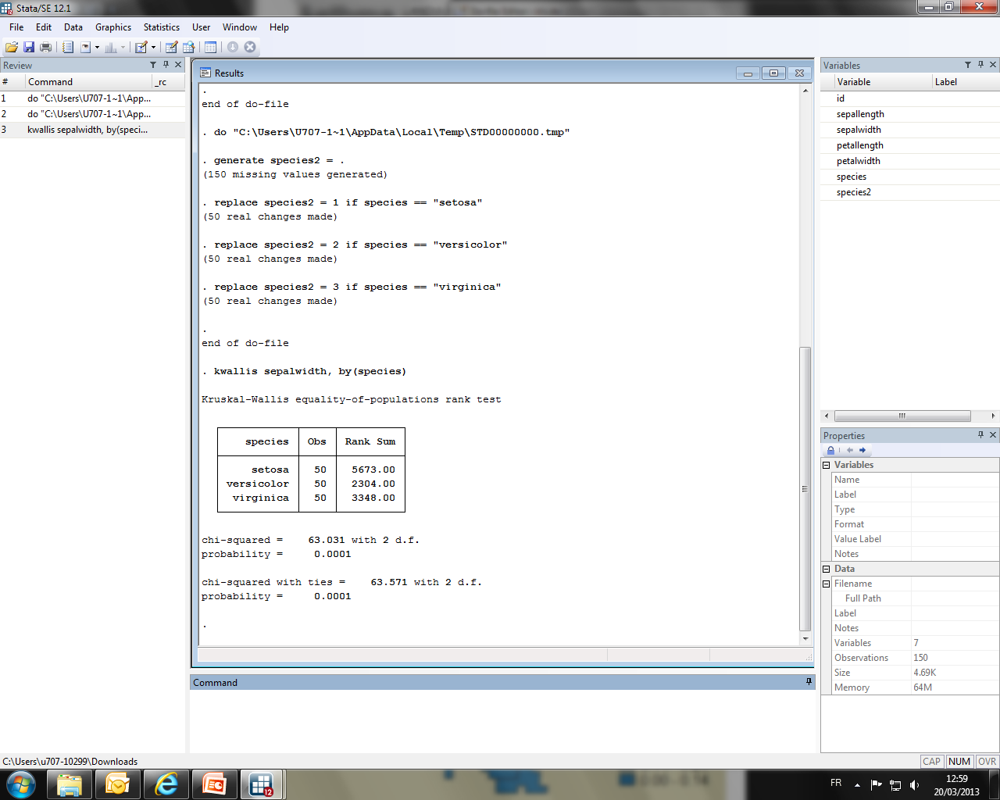 Stata/SE 12.1
File Edit Data Graphics Statistics User Window Help
Review
# Command _rc
1 do "C:\Users\U707-1~1\App...
2 do "C:\Users\U707-1~1\App...
3 kwallis sepalwidth, by(speci...
Results
.
end of do-file
. do "C:\Users\U707-1~1\AppData\Local\Temp\STD00000000.tmp"
. generate species2 = .
(150 missing values generated)
. replace species2 = 1 if species == "setosa"
(50 real changes made)
. replace species2 = 2 if species == "versicolor"
(50 real changes made)
. replace species2 = 3 if species == "virginica"
(50 real changes made)
.
end of do-file
. kwallis sepalwidth, by(species)
Kruskal-Wallis equality-of-populations rank test
species Obs Rank Sum
setosa 50 5673.00
versicolor 50 2304.00
virginica 50 3348.00
chi-squared = 63.031 with 2 d.f.
probability = 0.0001
chi-squared with ties = 63.571 with 2 d.f.
probability = 0.0001
.
Command
Variables
Variable Label
id
sepallength
sepalwidth
petallength
petalwidth
species
species2
Properties
Variables
Name
Label
Type
Format
Value Label
Notes
Data
Filename
Full Path
Label
Notes
Variables 7
Observations 150
Size 4.69K
Memory 64M
C:\Users\u707-10299\Downloads
CAP NUM OVR
12
FR
12:59
20/03/2013